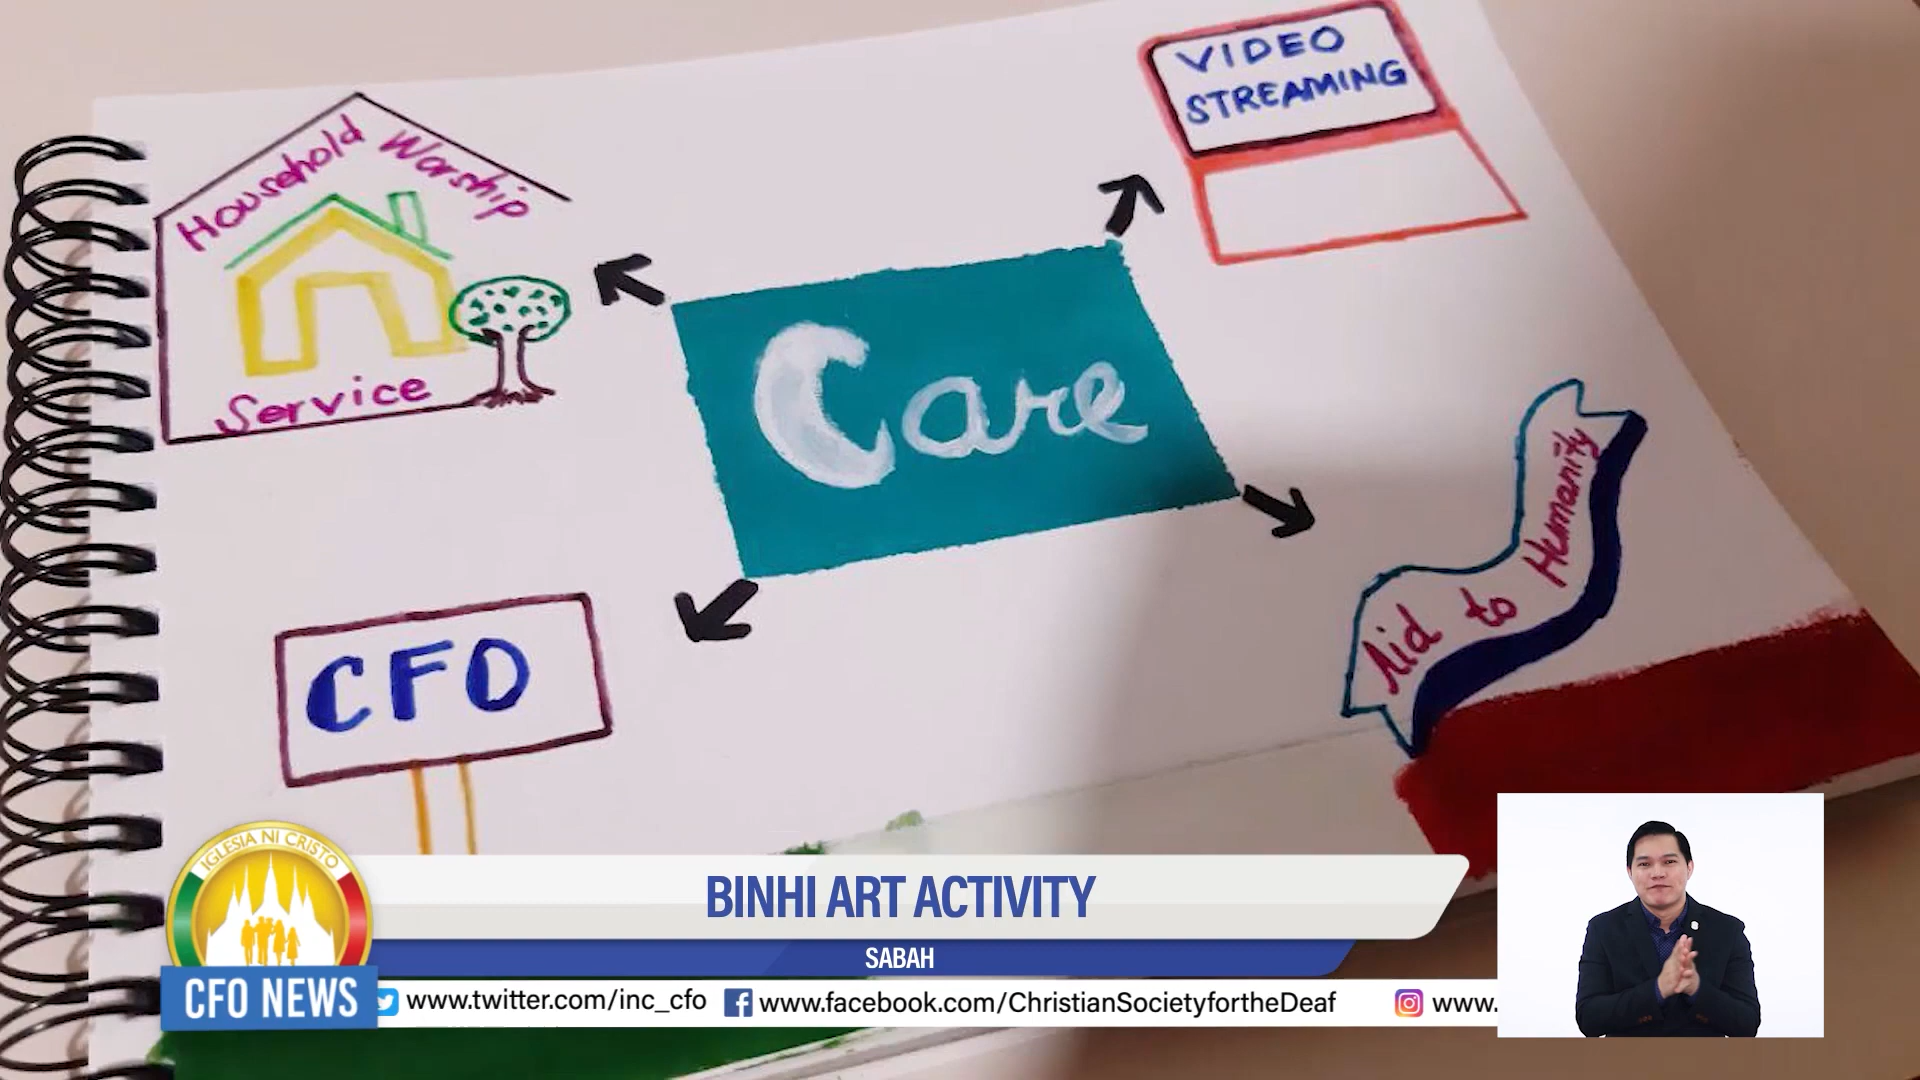 Household Worship
Service
VIDEO
STREAMING
Care
Aid to Humanity
CFO
IGLESIA NI CRISTO
CFO NEWS
BINHI ART ACTIVITY
SABAH
www.twitter.com/inc_cfo
www.facebook.com/ChristianSocietyfortheDeaf
www.